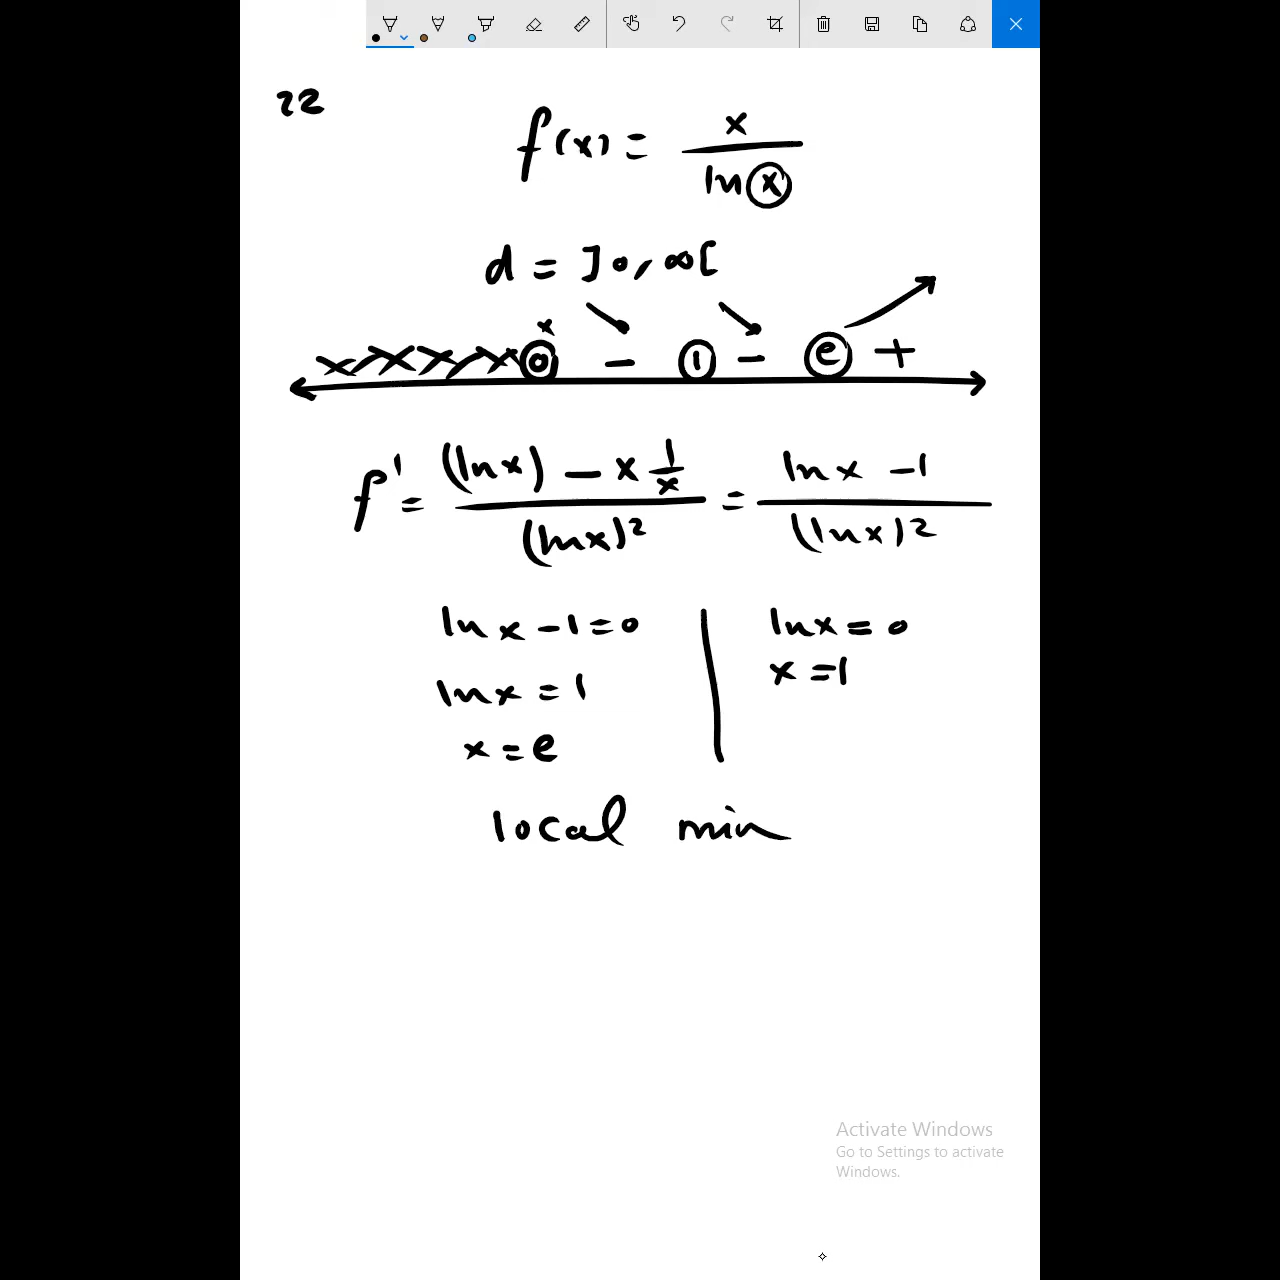 22
f(x) = x / ln(x)
d = ]0, ∞[
x
0 − 1 − e +
f' = (ln x) − x 1/x / (ln x)² = ln x − 1 / (ln x)²
ln x − 1 = 0
ln x = 1
x = e
ln x = 0
x = 1
local min
Activate Windows
Go to Settings to activate
Windows.